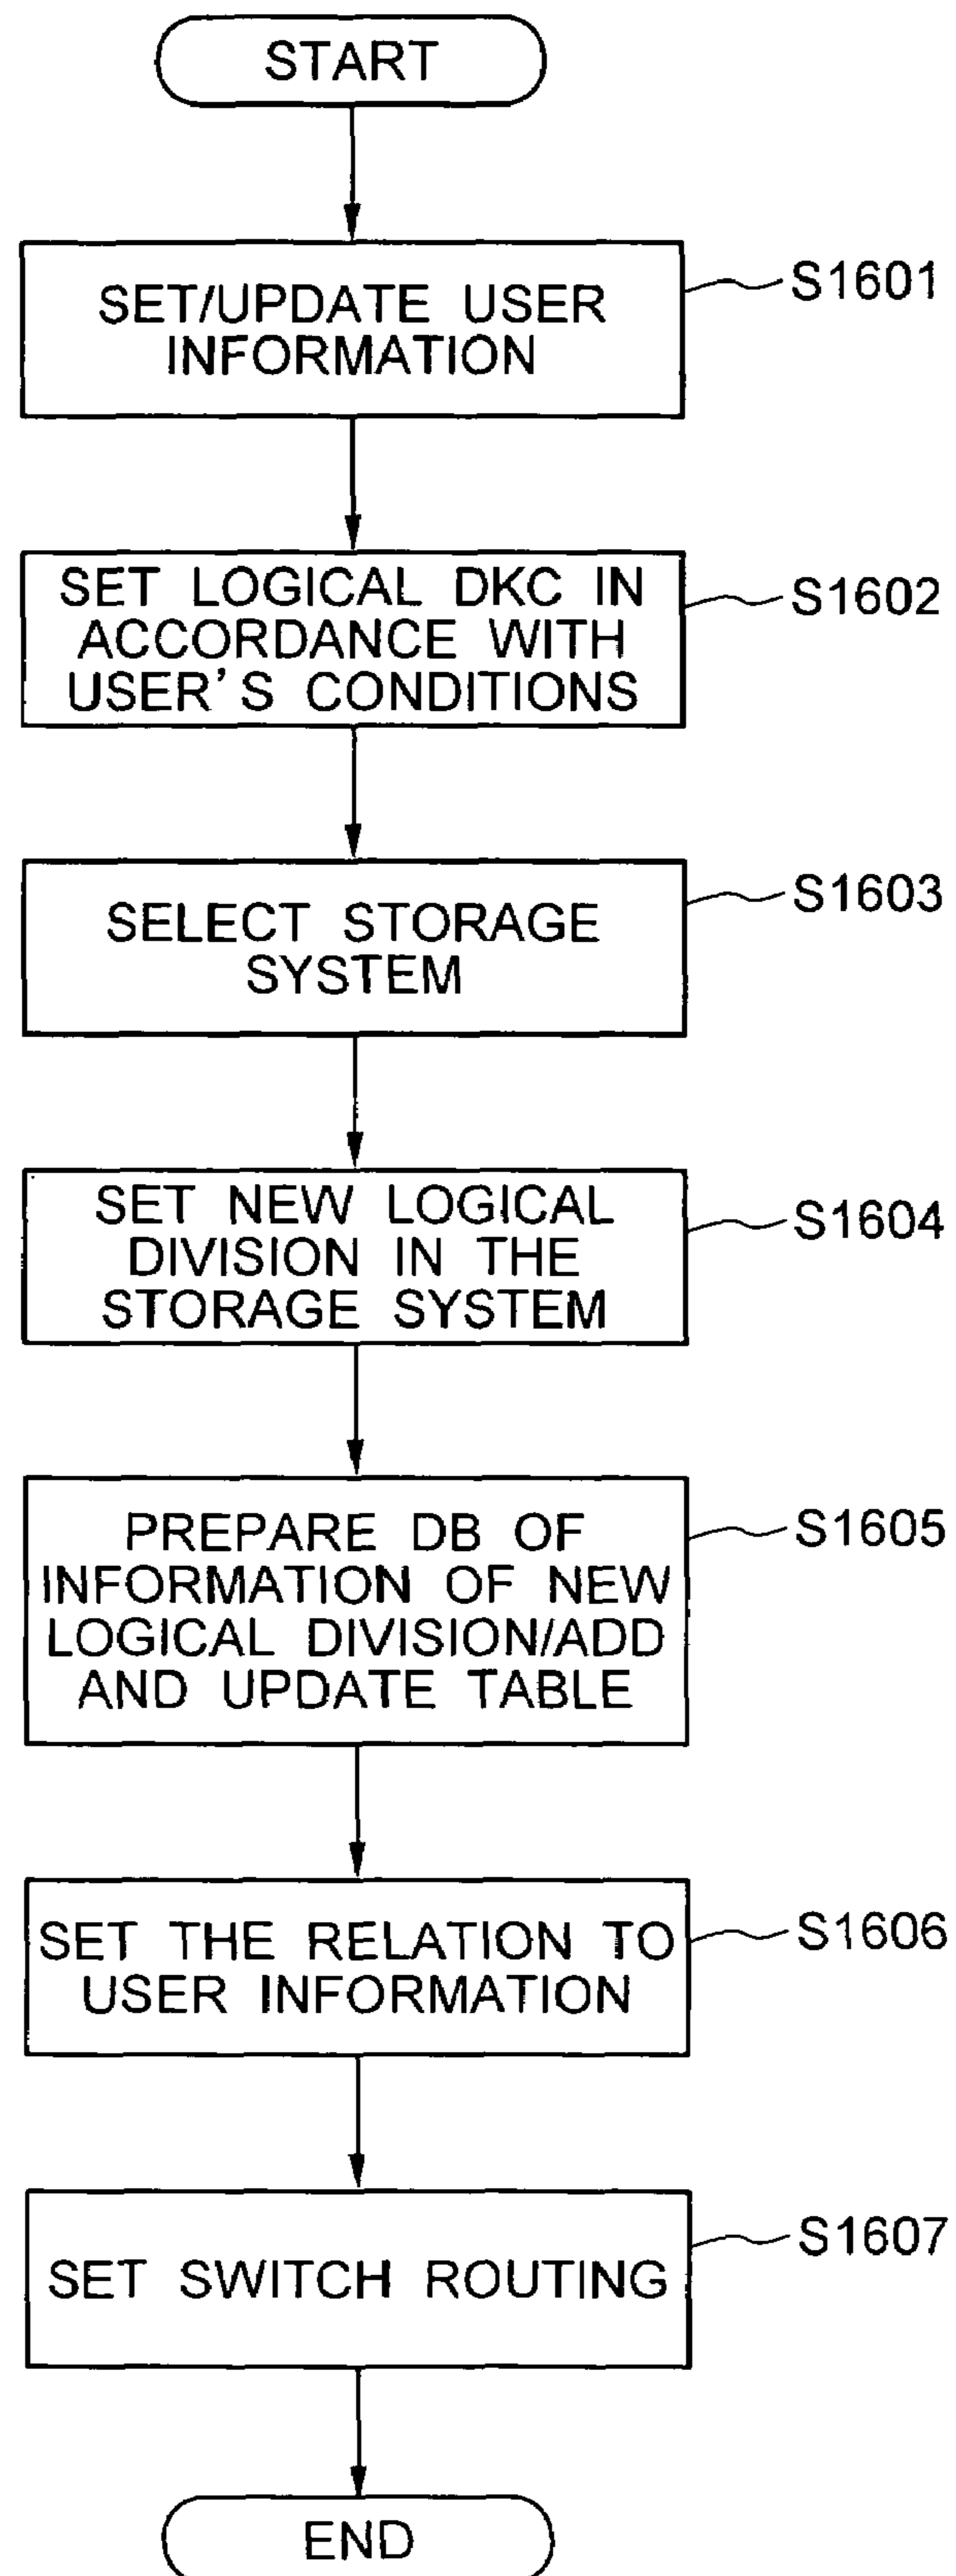 START
SET/UPDATE USER
INFORMATION
S1601
SET LOGICAL DKC IN
ACCORDANCE WITH
USER'S CONDITIONS
S1602
SELECT STORAGE
SYSTEM
S1603
SET NEW LOGICAL
DIVISION IN THE
STORAGE SYSTEM
S1604
PREPARE DB OF
INFORMATION OF NEW
LOGICAL DIVISION/ADD
AND UPDATE TABLE
S1605
SET THE RELATION TO
USER INFORMATION
S1606
SET SWITCH ROUTING
S1607
END